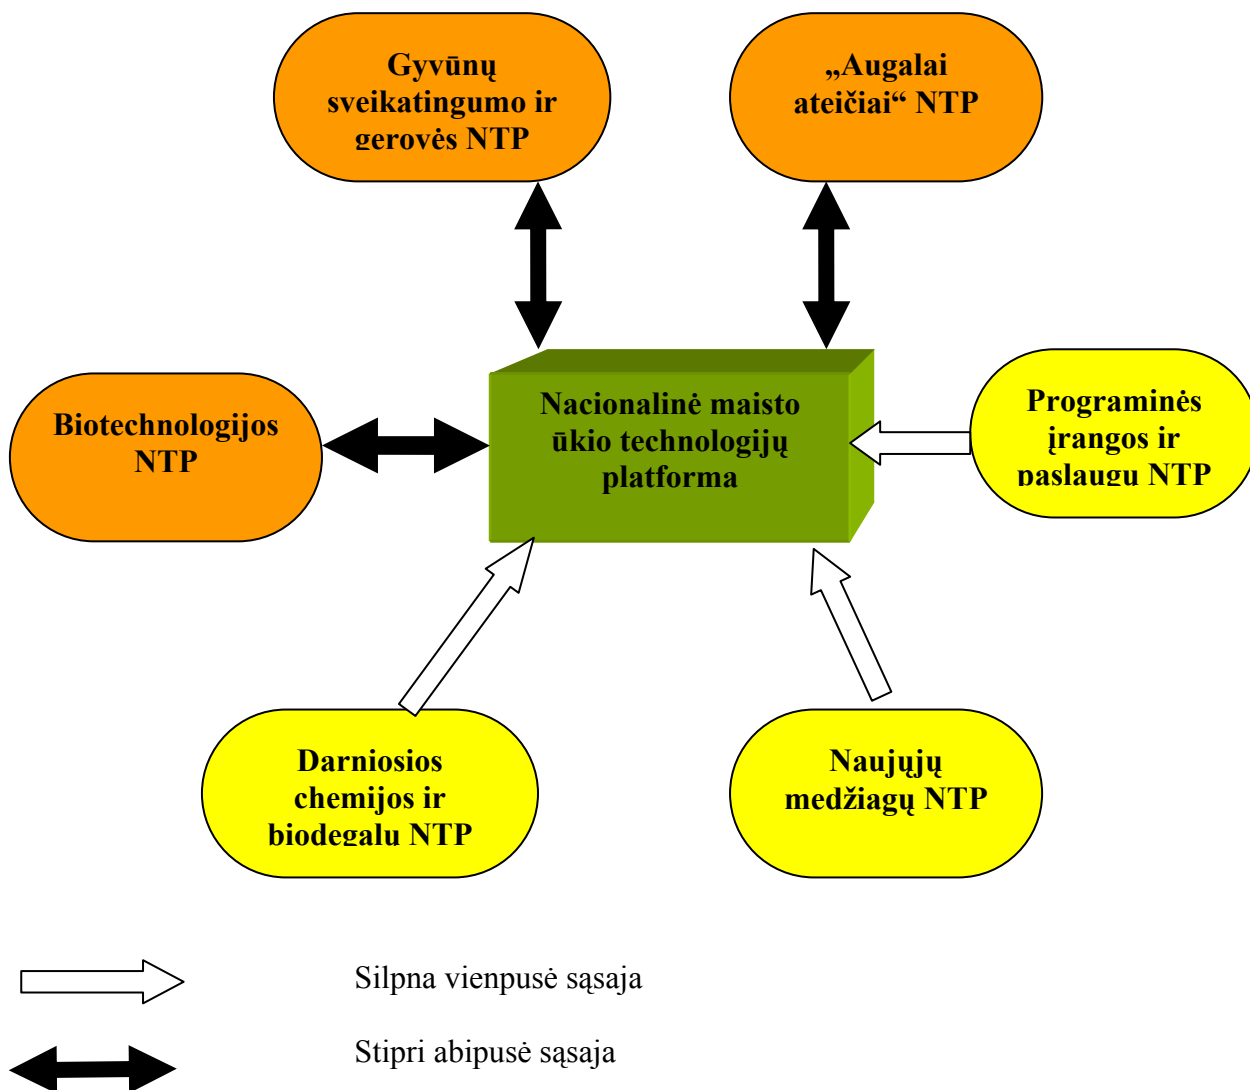 Gyvūnų
sveikatingumo ir
gerovės NTP
„Augalai
ateičiai“ NTP
Biotechnologijos
NTP
Nacionalinė maisto
ūkio technologijų
platforma
Programinės
įrangos ir
paslaugų NTP
Darniosios
chemijos ir
biodegalų NTP
Naujųjų
medžiagų NTP
Silpna vienpusė sąsaja
Stipri abipusė sąsaja